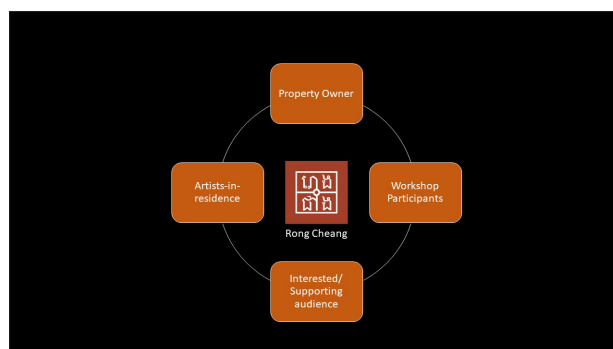 Property Owner
Artists-in-
residence
Workshop
Participants
Rong Cheang
Interested/
Supporting
audience